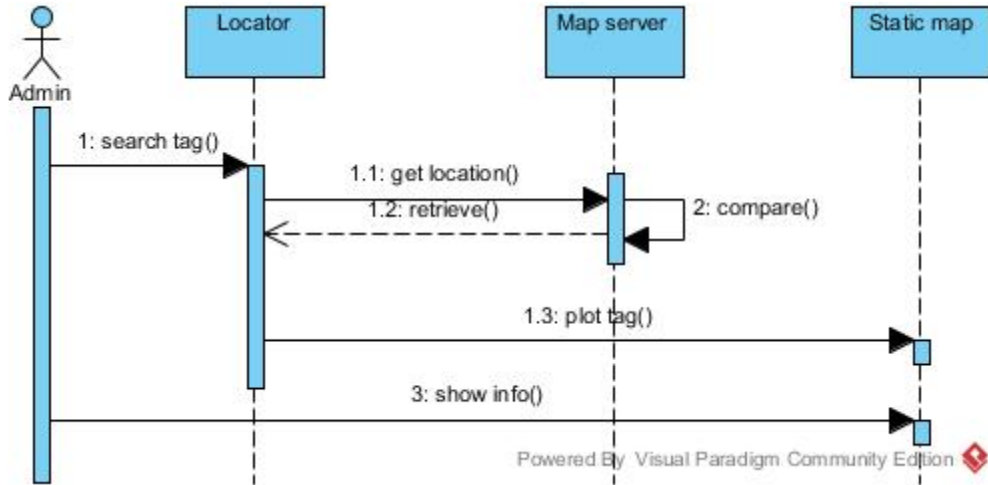 Locator
Map server
Static map
Admin
1: search tag()
1.1: get location()
1.2: retrieve()
2: compare()
1.3: plot tag()
3: show info()
Powered By Visual Paradigm Community Edition